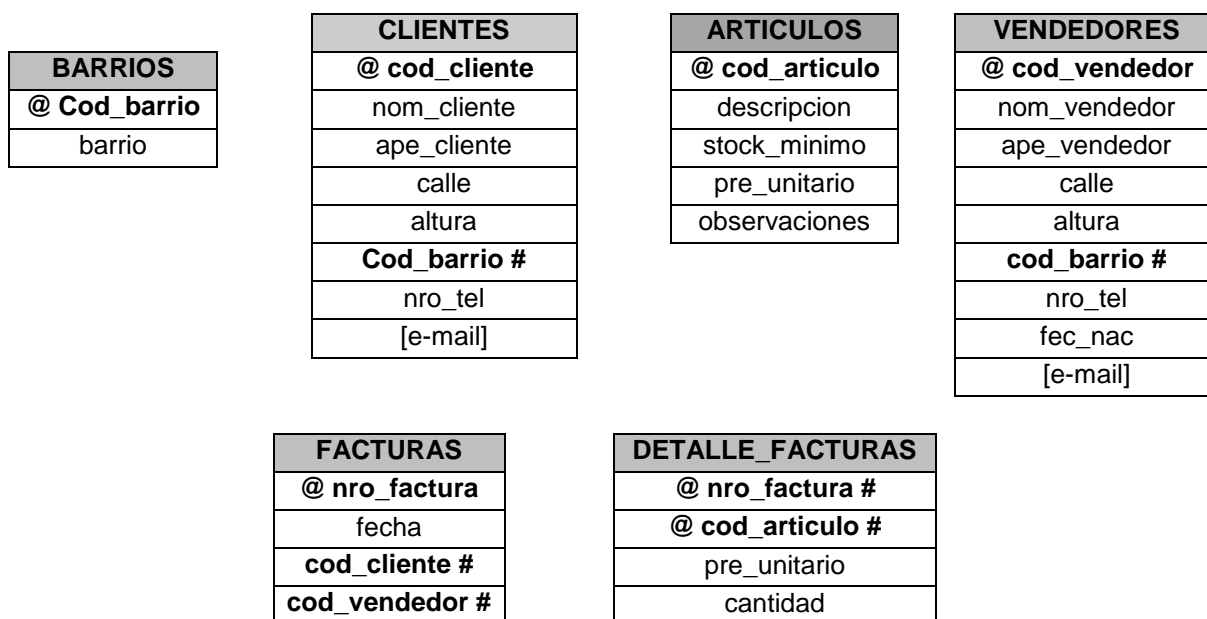 BARRIOS
@ Cod_barrio
barrio
CLIENTES
@ cod_cliente
nom_cliente
ape_cliente
calle
altura
Cod_barrio #
nro_tel
[e-mail]
ARTICULOS
@ cod_articulo
descripcion
stock_minimo
pre_unitario
observaciones
VENDEDORES
@ cod_vendedor
nom_vendedor
ape_vendedor
calle
altura
cod_barrio #
nro_tel
fec_nac
[e-mail]
FACTURAS
@ nro_factura
fecha
cod_cliente #
cod_vendedor #
DETALLE_FACTURAS
@ nro_factura #
@ cod_articulo #
pre_unitario
cantidad